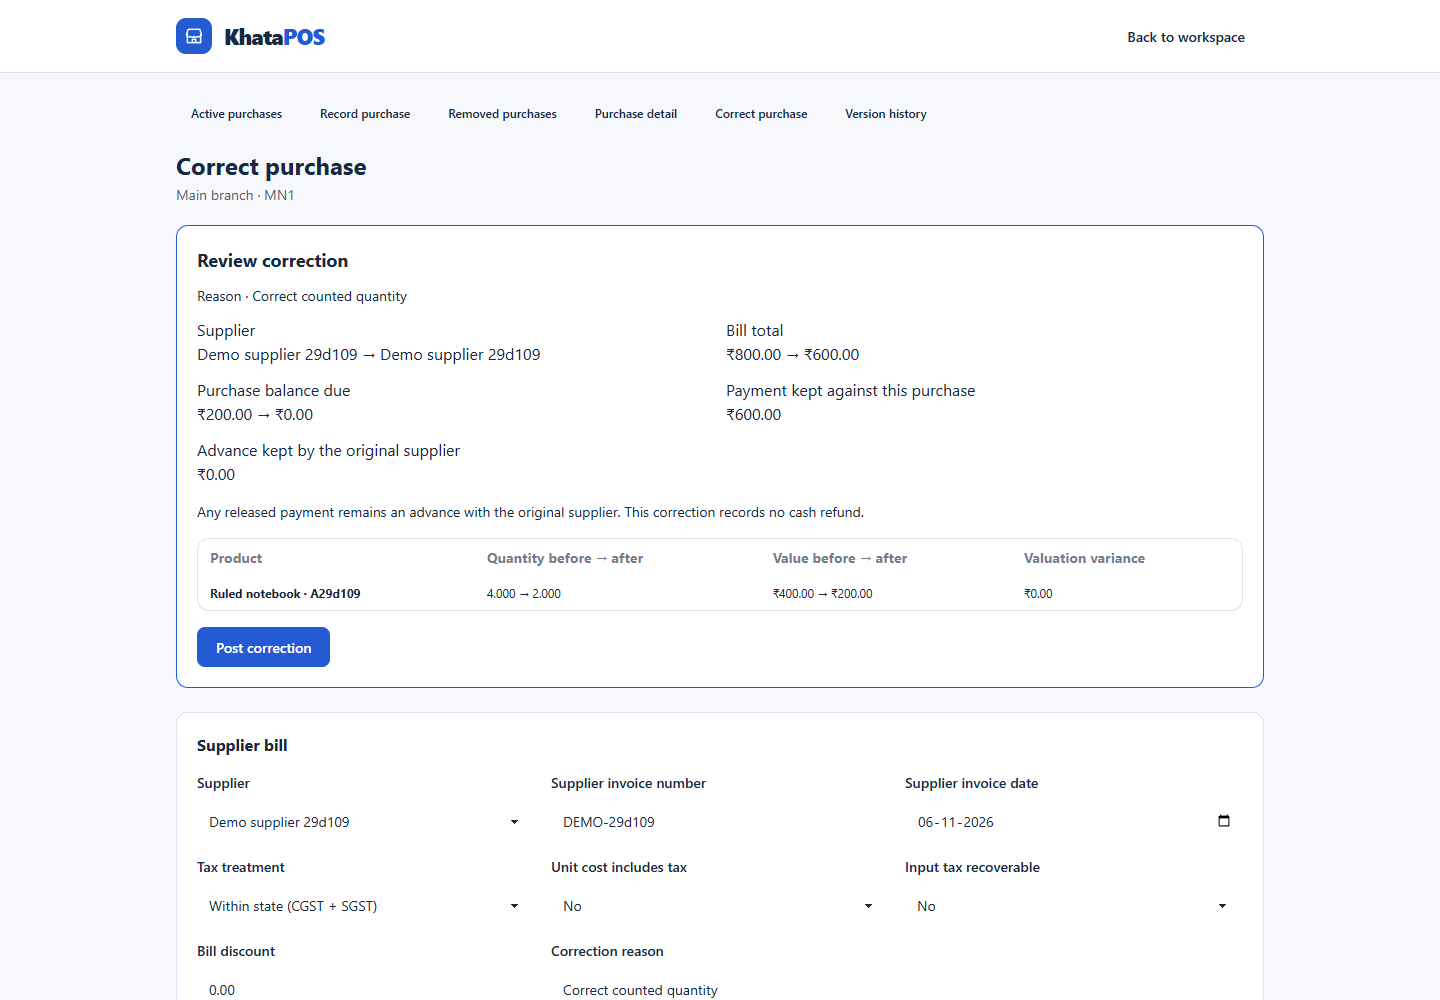 KhataPOS
Back to workspace
Active purchases Record purchase Removed purchases Purchase detail Correct purchase Version history
Correct purchase
Main branch · MN1
Review correction
Reason · Correct counted quantity
Supplier
Demo supplier 29d109 → Demo supplier 29d109
Bill total
₹800.00 → ₹600.00
Purchase balance due
₹200.00 → ₹0.00
Payment kept against this purchase
₹600.00
Advance kept by the original supplier
₹0.00
Any released payment remains an advance with the original supplier. This correction records no cash refund.
Product Quantity before → after Value before → after Valuation variance
Ruled notebook · A29d109 4.000 → 2.000 ₹400.00 → ₹200.00 ₹0.00
Post correction
Supplier bill
Supplier Supplier invoice number Supplier invoice date
Demo supplier 29d109 DEMO-29d109 06-11-2026
Tax treatment Unit cost includes tax Input tax recoverable
Within state (CGST + SGST) No No
Bill discount Correction reason
0.00 Correct counted quantity